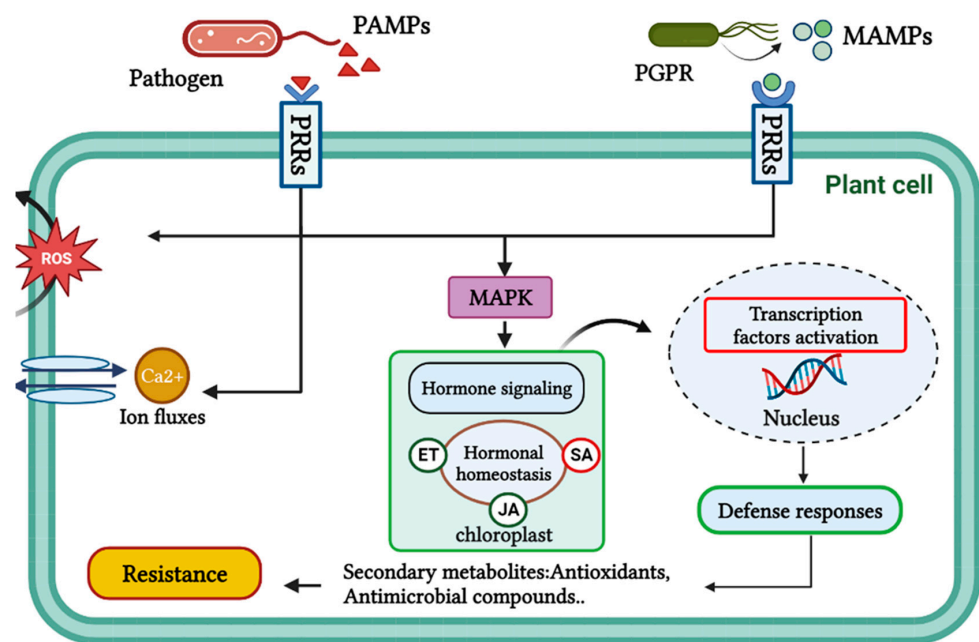 PAMPs
MAMPs
Pathogen
PGPR
PRRs
PRRs
Plant cell
ROS
MAPK
Transcription
factors activation
Ca2+
Hormone signaling
Ion fluxes
Nucleus
ET
Hormonal
homeostasis
SA
JA
chloroplast
Defense responses
Resistance
Secondary metabolites:Antioxidants,
Antimicrobial compounds..